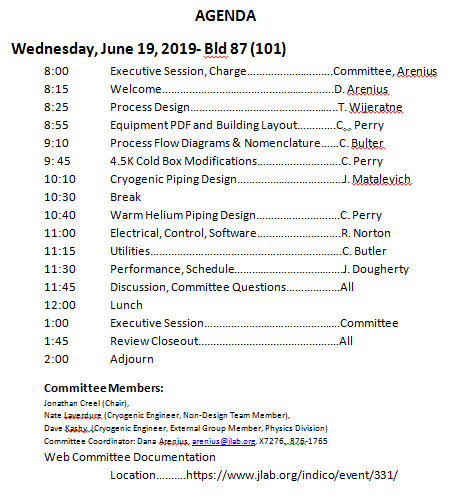 AGENDA
Wednesday, June 19, 2019- Bld 87 (101)
8:00 Executive Session, Charge……………………….Committee, Arenius
8:15 Welcome……………………………………………….D. Arenius
8:25 Process Design………………………………………..T. Wijeratne
8:55 Equipment PDF and Building Layout…………C,, Perry
9:10 Process Flow Diagrams & Nomenclature…..C. Bulter
9: 45 4.5K Cold Box Modifications………………………C. Perry
10:10 Cryogenic Piping Design…………………………….J. Matalevich
10:30 Break
10:40 Warm Helium Piping Design………………………C. Perry
11:00 Electrical, Control, Software………………………R. Norton
11:15 Utilities……………………………………………………..C. Butler
11:30 Performance, Schedule……………………………..J. Dougherty
11:45 Discussion, Committee Questions………………All
12:00 Lunch
1:00 Executive Session……………………………………..Committee
1:45 Review Closeout……………………………………….All
2:00 Adjourn
Committee Members:
Jonathan Creel (Chair),
Nate Laverdure (Cryogenic Engineer, Non-Design Team Member),
Dave Kashy (Cryogenic Engineer, External Group Member, Physics Division)
Committee Coordinator: Dana Arenius, arenius@jlab.org, X7276, 876-1765
Web Committee Documentation
Location……….https://www.jlab.org/indico/event/331/